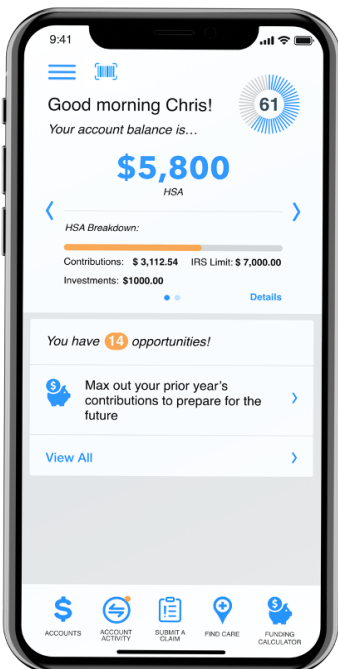 9:41
Good morning Chris!
61
Your account balance is...
$5,800
HSA
HSA Breakdown:
Contributions: $ 3,112.54 IRS Limit: $ 7,000.00
Investments: $1000.00
Details
You have 14 opportunities!
Max out your prior year's
contributions to prepare for the
future
View All
ACCOUNTS
ACCOUNT
ACTIVITY
SUBMIT A
CLAIM
FIND CARE
FUNDING
CALCULATOR